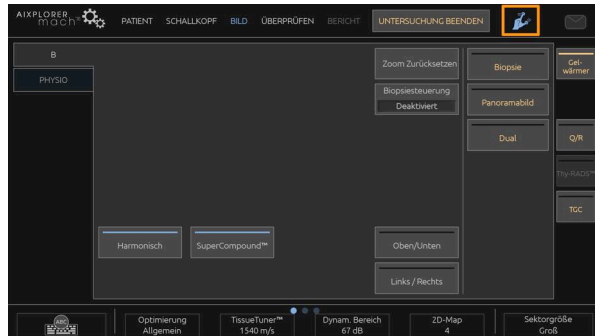 AIXPLORER
mach®
PATIENT SCHALLKOPF BILD ÜBERPRÜFEN BERICHT UNTERSUCHUNG BEENDEN
B
PHYSIO
Zoom Zurücksetzen
Biopsiesteuerung
Deaktiviert
Biopsie
Gel-
wärmer
Panoramabild
Dual
Q/R
Thy-RADS™
TGC
Harmonisch
SuperCompound™
Oben/Unten
Links / Rechts
ABC
Optimierung
Allgemein
TissueTuner™
1540 m/s
Dynam. Bereich
67 dB
2D-Map
4
Sektorgröße
Groß